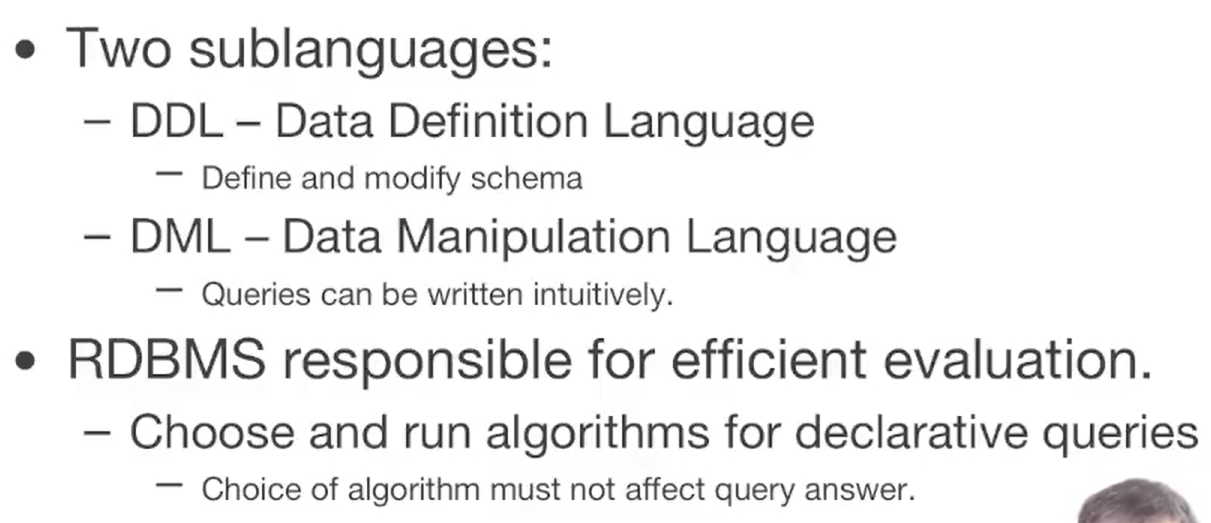 • Two sublanguages:
– DDL – Data Definition Language
– Define and modify schema
– DML – Data Manipulation Language
– Queries can be written intuitively.
• RDBMS responsible for efficient evaluation.
– Choose and run algorithms for declarative queries
– Choice of algorithm must not affect query answer.